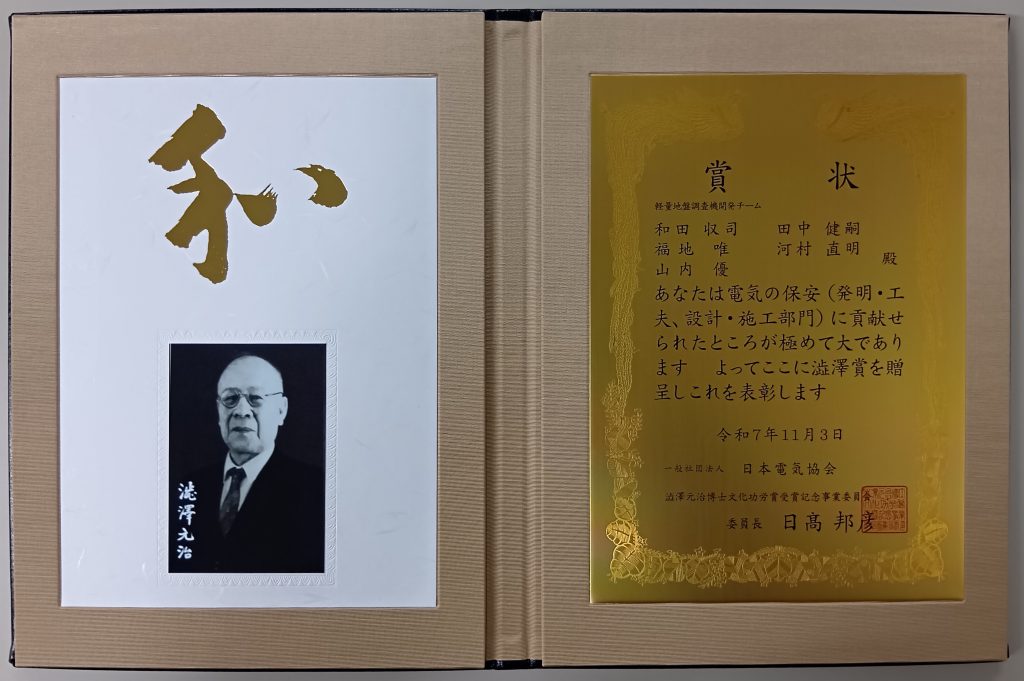 和
澁澤元治
賞 状
軽量地盤調査機開発チーム
和田 収司 田中 健嗣
福地 唯 河村 直明
山内 優
殿
あなたは電気の保安(発明・工
夫、設計・施工部門)に貢献せ
られたところが極めて大であり
ます よってここに澁澤賞を贈
呈しこれを表彰します
令和7年11月3日
一般社団法人 日本電気協会
澁澤元治博士文化功労賞受賞記念事業委員会
委員長 日髙 邦彦